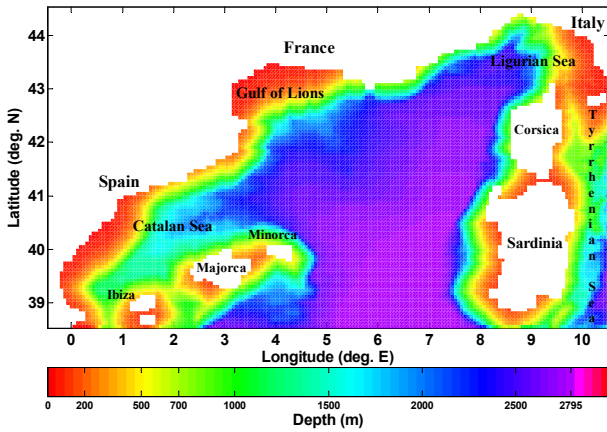 Italy
France
Ligurian Sea
Gulf of Lions
Corsica
Tyrrhenian Sea
Spain
Catalan Sea
Minorca
Majorca
Sardinia
Ibiza
Latitude (deg. N)
44
43
42
41
40
39
0 1 2 3 4 5 6 7 8 9 10
Longitude (deg. E)
0 200 500 700 1000 1500 2000 2500 2795
Depth (m)